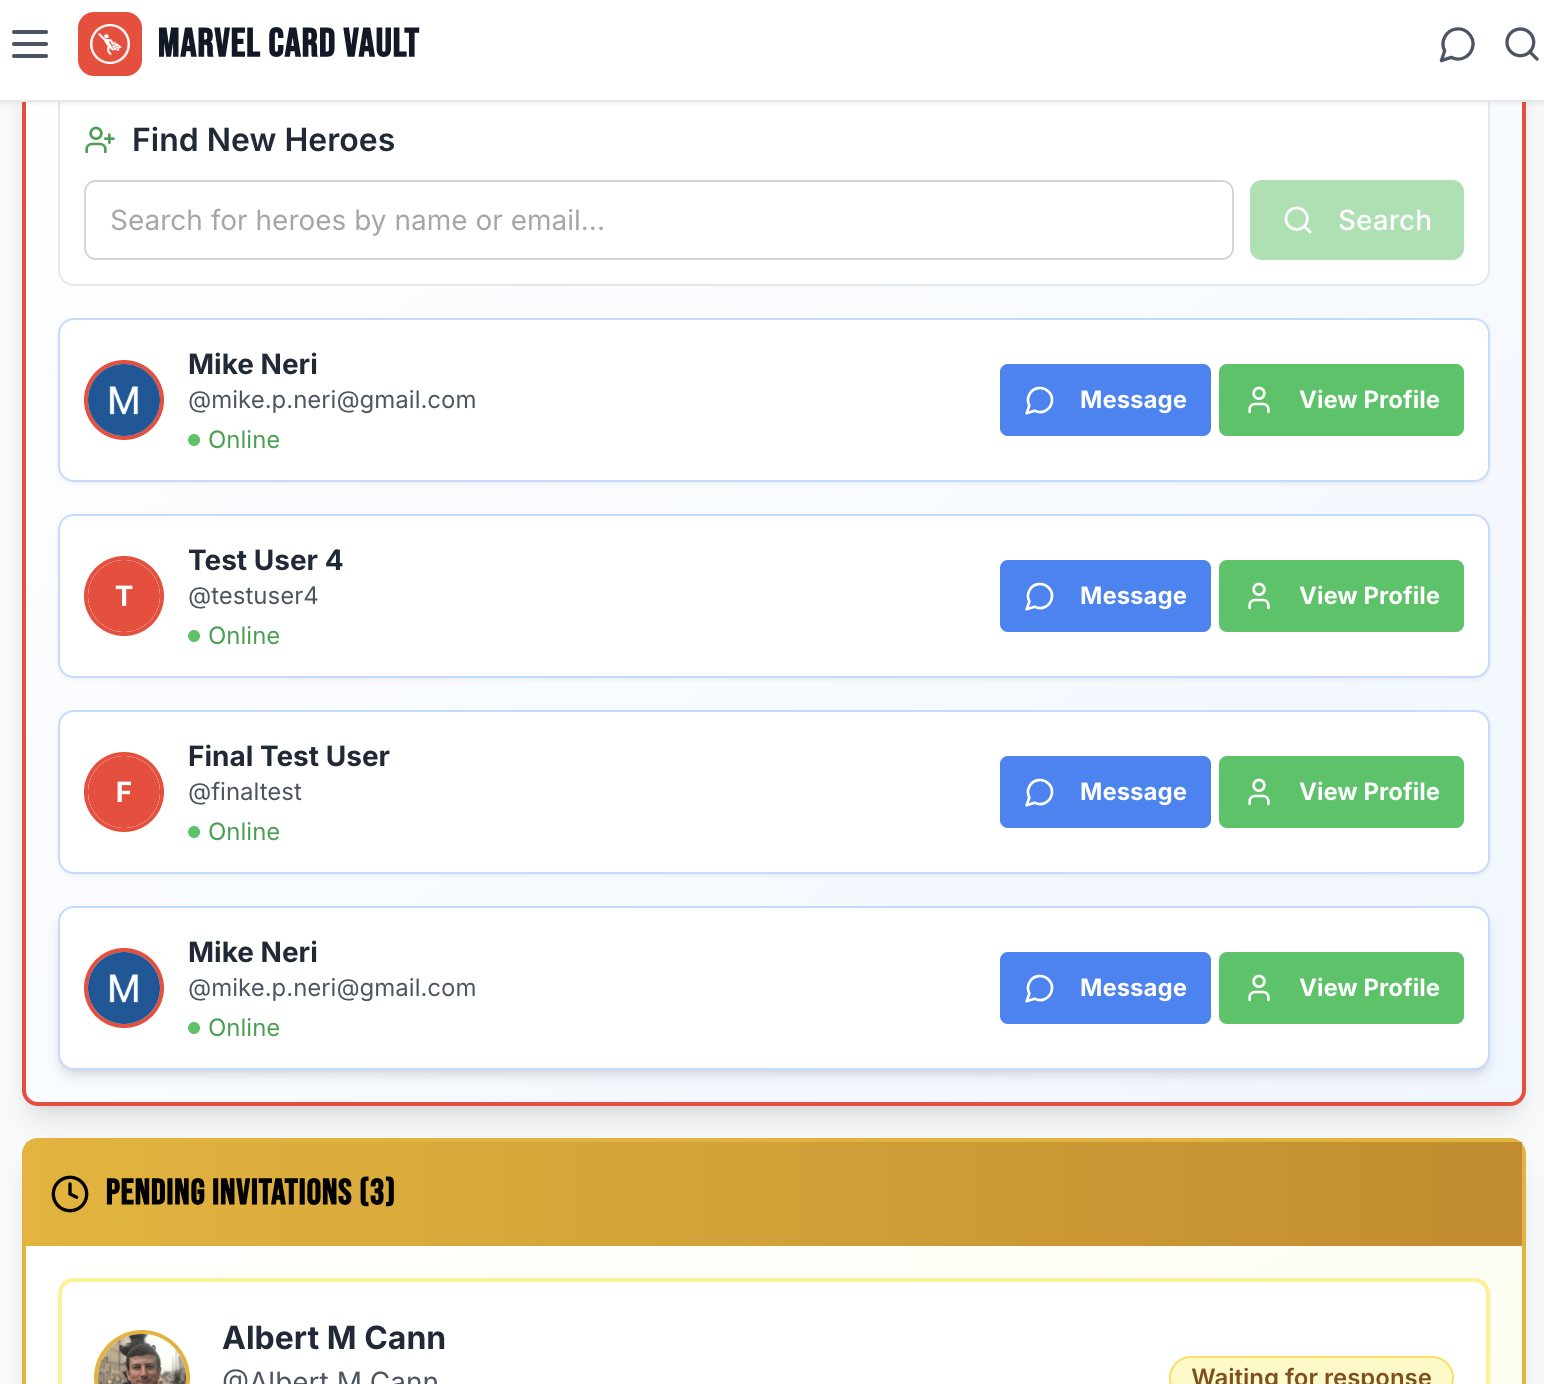 MARVEL CARD VAULT
Find New Heroes
Search for heroes by name or email...
Search
Mike Neri
@mike.p.neri@gmail.com
Online
Message
View Profile
Test User 4
@testuser4
Online
Message
View Profile
Final Test User
@finaltest
Online
Message
View Profile
Mike Neri
@mike.p.neri@gmail.com
Online
Message
View Profile
PENDING INVITATIONS (3)
Albert M Cann
@Albert M Cann
Waiting for response
M
T
F
M